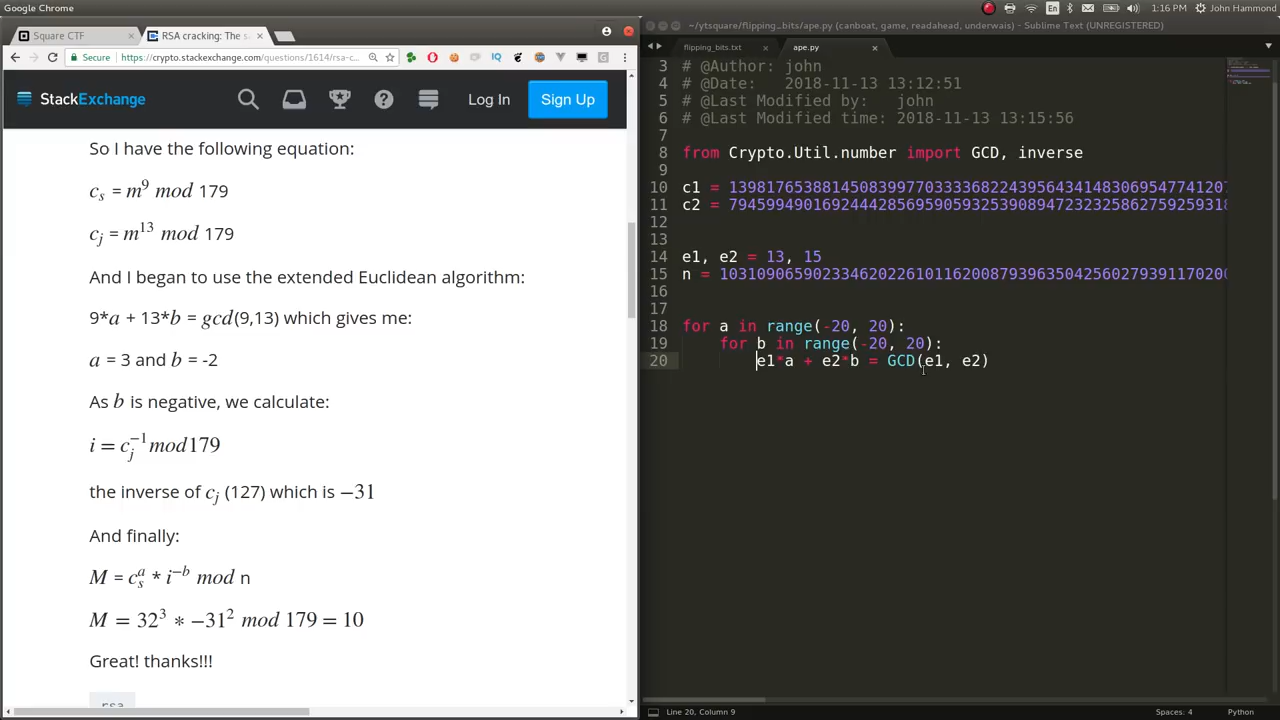 Google Chrome
En
1:16 PM
John Hammond
Square CTF
RSA cracking: The s
Secure
https://crypto.stackexchange.com/questions/1614/rsa-c
StackExchange
Log In
Sign Up
So I have the following equation:
c_s = m^9 mod 179
c_j = m^13 mod 179
And I began to use the extended Euclidean algorithm:
9*a + 13*b = gcd(9,13) which gives me:
a = 3 and b = -2
As b is negative, we calculate:
i = c_j^-1 mod179
the inverse of c_j (127) which is −31
And finally:
M = c_s^a * i^-b mod n
M = 32^3 * −31^2 mod 179 = 10
Great! thanks!!!
rsa
~/ytsquare/flipping_bits/ape.py (canboat, game, readahead, underwais) - Sublime Text (UNREGISTERED)
flipping_bits.txt
ape.py
3 # @Author: john
4 # @Date:   2018-11-13 13:12:51
5 # @Last Modified by:   john
6 # @Last Modified time: 2018-11-13 13:15:56
7
8 from Crypto.Util.number import GCD, inverse
9
10 c1 = 139817653881450839977033336822439564341483069547741207
11 c2 = 7945994901692444285695905932539089472323258627592593 18
12
13
14 e1, e2 = 13, 15
15 n = 10310906590233462022610116200879396350425602793911702 00
16
17
18 for a in range(-20, 20):
19     for b in range(-20, 20):
20         e1*a + e2*b = GCD(e1, e2)
Line 20, Column 9
Spaces: 4
Python